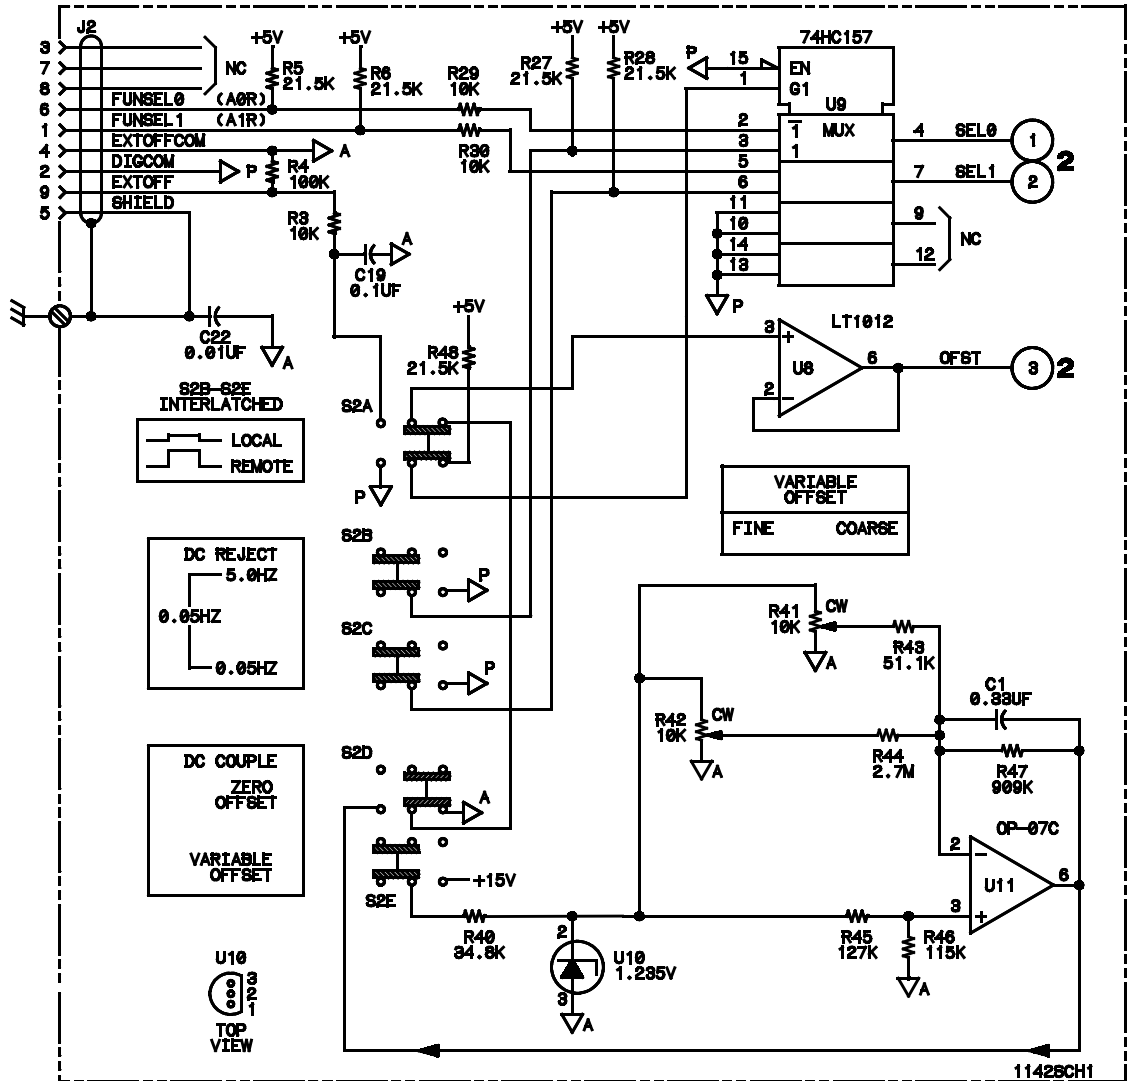 J2
3
7
8
NC
6 FUNSEL0 (A0R)
1 FUNSEL1 (A1R)
4 EXTOFFCOM
2 DIGCOM
9 EXTOFF
5 SHIELD
+5V
R5
21.5K
+5V
R6
21.5K
R29
10K
R30
10K
A
P
R4
100K
R3
10K
A
C19
0.1UF
C22
0.01UF
A
+5V
R27
21.5K
+5V
R28
21.5K
P
74HC157
15 EN
1 G1
U9
2 1 MUX
3 1
5
6
11
10
14
13
P
4 SEL0
1
7 SEL1
2
2
9
12
NC
LT1012
3 +
2 -
U8
6 OFST
3
2
S2B-S2E
INTERLATCHED
LOCAL
REMOTE
+5V
R48
21.5K
S2A
P
VARIABLE
OFFSET
FINE COARSE
DC REJECT
5.0HZ
0.05HZ
0.05HZ
S2B
P
S2C
P
R41
10K
CW
A
R43
51.1K
R42
10K
CW
A
R44
2.7M
C1
0.33UF
R47
909K
DC COUPLE
ZERO
OFFSET
VARIABLE
OFFSET
S2D
A
+15V
S2E
OP-07C
2 -
3 +
U11
6
R40
34.8K
2
3
U10
1.235V
A
R45
127K
R46
115K
A
U10
3
2
1
TOP
VIEW
11428CH1